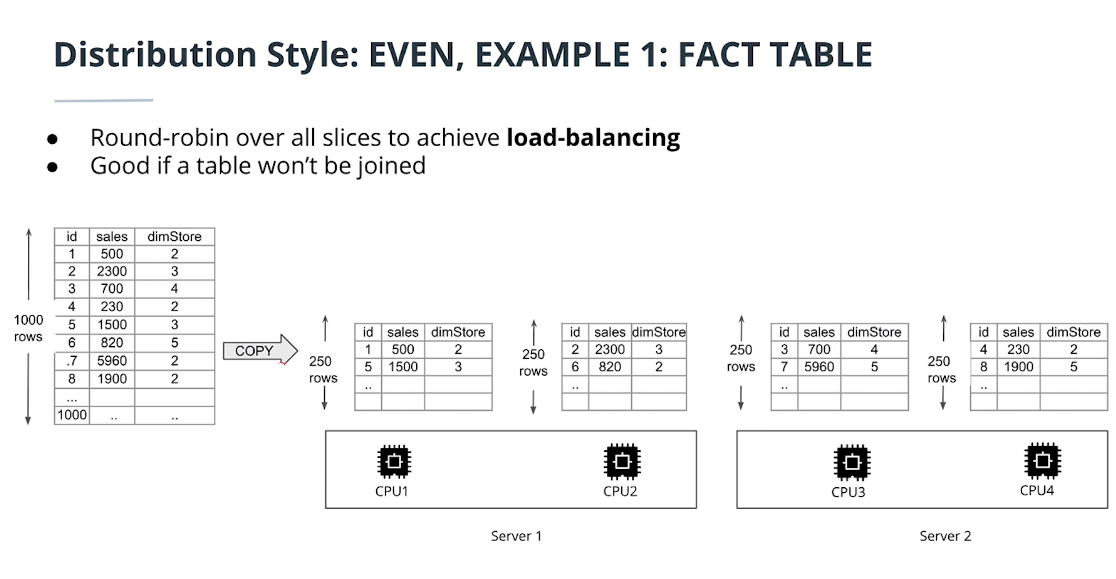 Distribution Style: EVEN, EXAMPLE 1: FACT TABLE
● Round-robin over all slices to achieve load-balancing
● Good if a table won't be joined
1000 rows
id sales dimStore
1 500 2
2 2300 3
3 700 4
4 230 2
5 1500 3
6 820 5
.7 5960 2
8 1900 2
...
1000 .. ..
COPY
250 rows
id sales dimStore
1 500 2
5 1500 3
..
250 rows
id sales dimStore
2 2300 3
6 820 2
..
250 rows
id sales dimStore
3 700 4
7 5960 5
..
250 rows
id sales dimStore
4 230 2
8 1900 5
..
CPU1
CPU2
CPU3
CPU4
Server 1
Server 2